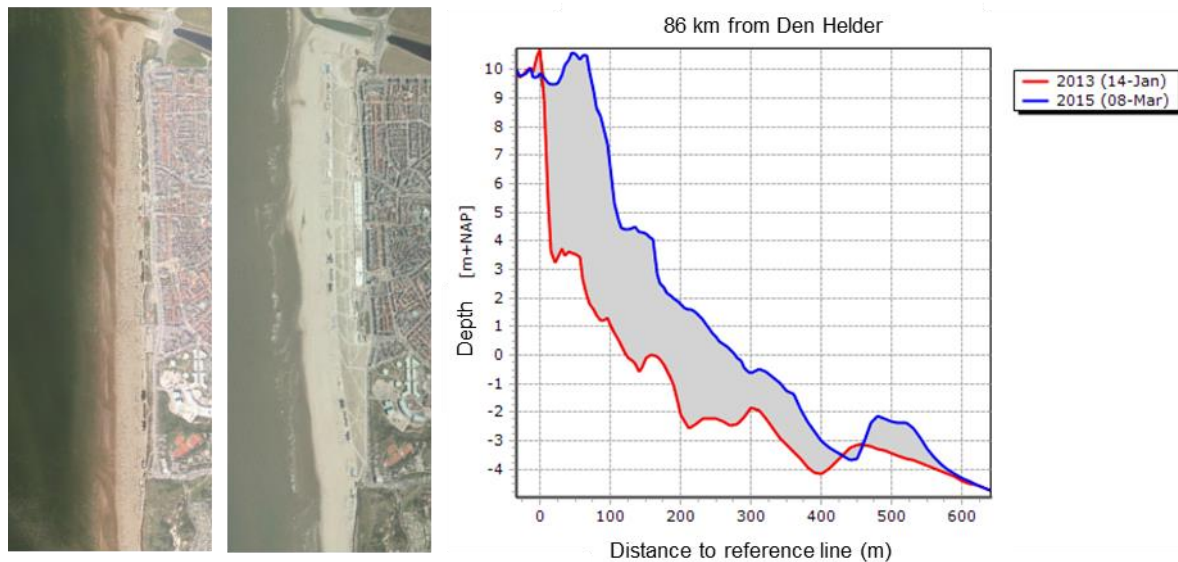 86 km from Den Helder
2013 (14-Jan)
2015 (08-Mar)
Depth [m+NAP]
10
9
8
7
6
5
4
3
2
1
0
-1
-2
-3
-4
0 100 200 300 400 500 600
Distance to reference line (m)